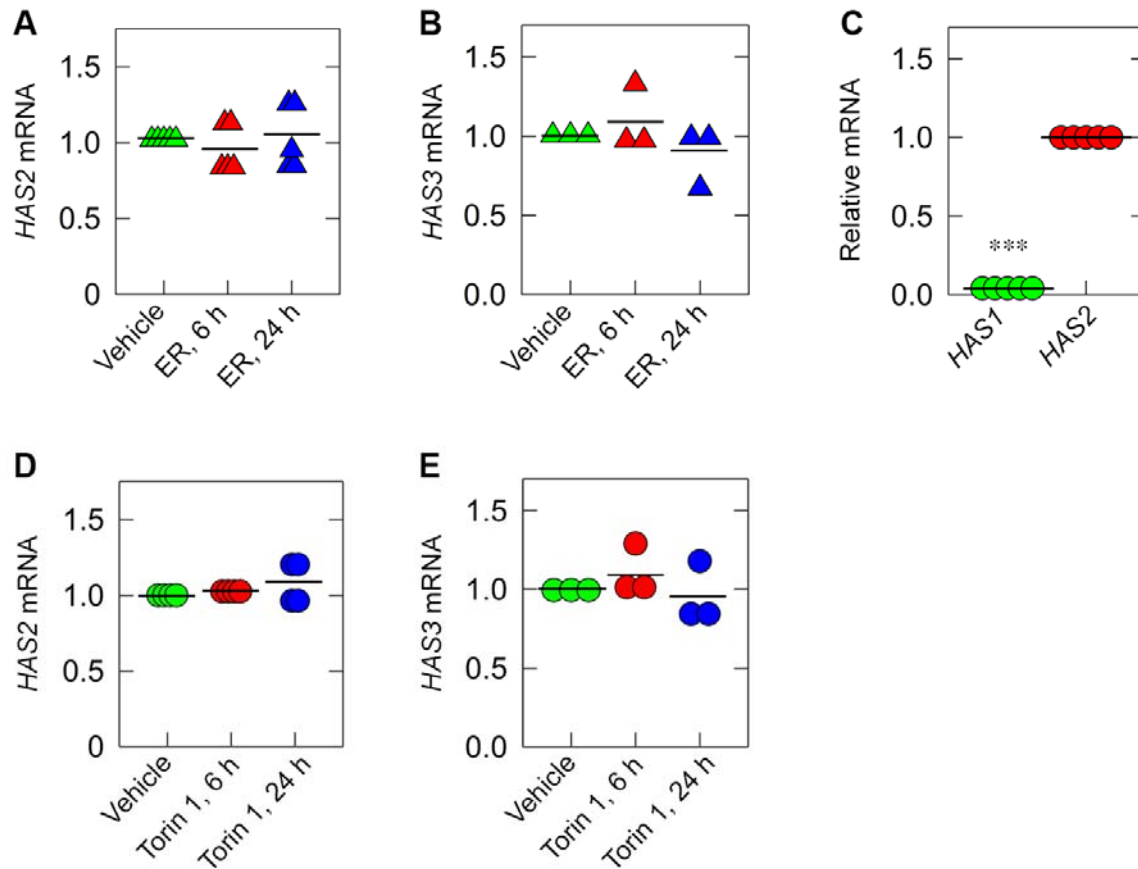 A
HAS2 mRNA
1.5
1.0
0.5
0
Vehicle
ER, 6 h
ER, 24 h
B
HAS3 mRNA
1.5
1.0
0.5
0
Vehicle
ER, 6 h
ER, 24 h
C
Relative mRNA
1.5
1.0
0.5
0.0
***
HAS1
HAS2
D
HAS2 mRNA
1.5
1.0
0.5
0
Vehicle
Torin 1, 6 h
Torin 1, 24 h
E
HAS3 mRNA
1.5
1.0
0.5
0.0
Vehicle
Torin 1, 6 h
Torin 1, 24 h